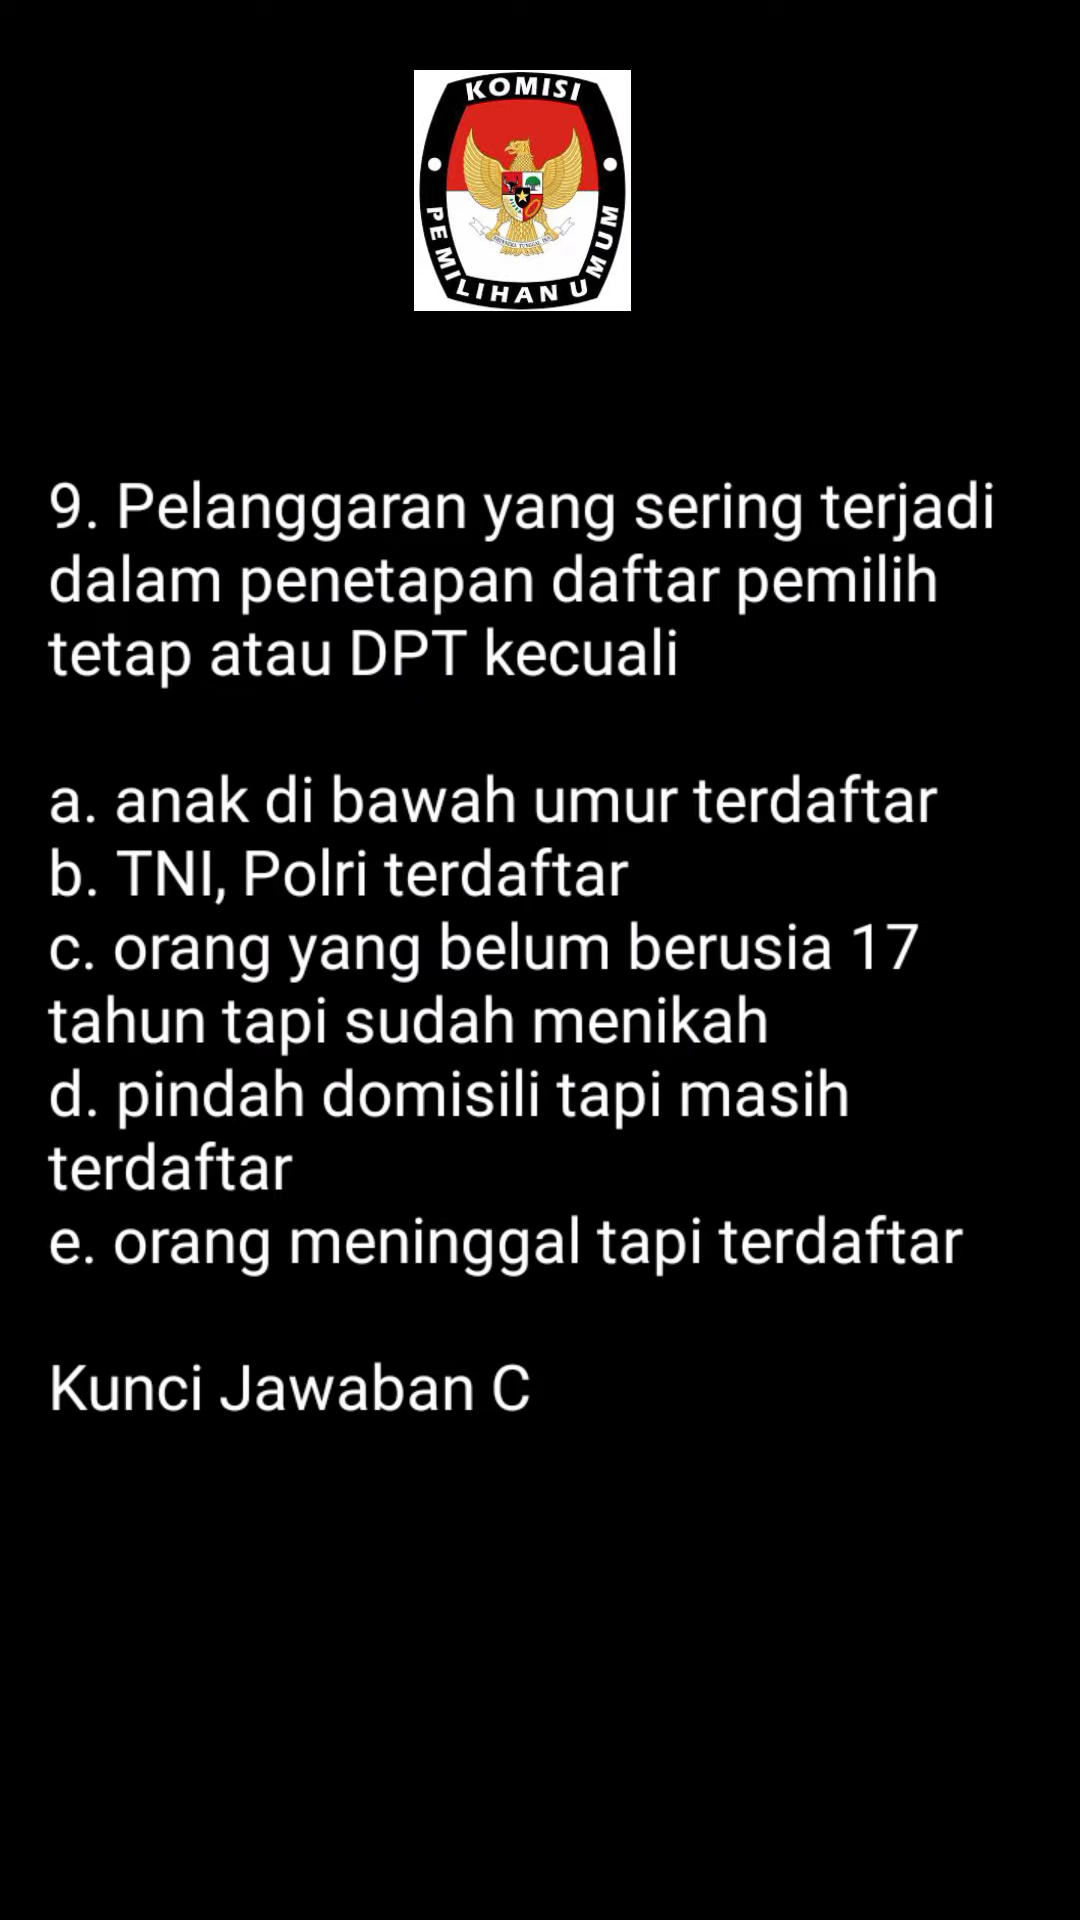 KOMISI
PEMILIHAN UMUM
9. Pelanggaran yang sering terjadi
dalam penetapan daftar pemilih
tetap atau DPT kecuali
a. anak di bawah umur terdaftar
b. TNI, Polri terdaftar
c. orang yang belum berusia 17
tahun tapi sudah menikah
d. pindah domisili tapi masih
terdaftar
e. orang meninggal tapi terdaftar
Kunci Jawaban C